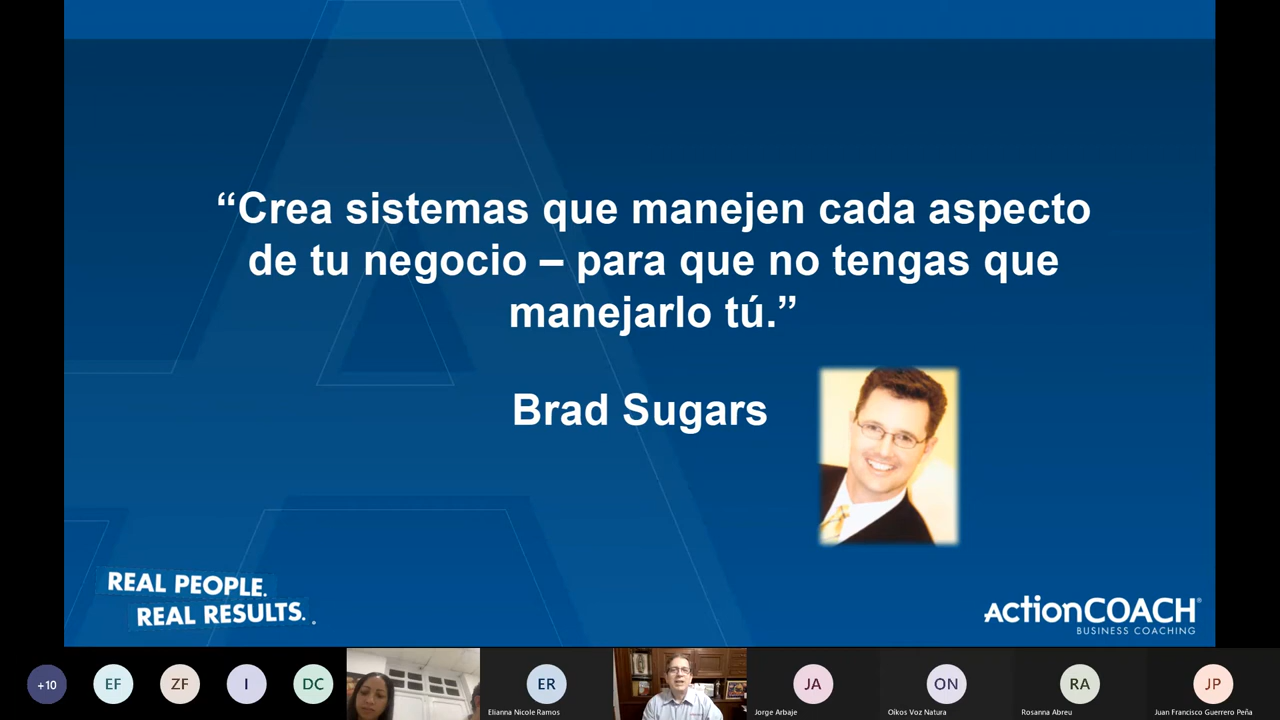 “Crea sistemas que manejen cada aspecto
de tu negocio – para que no tengas que
manejarlo tú.”
Brad Sugars
REAL PEOPLE.
REAL RESULTS.
ActionCOACH®
BUSINESS COACHING
+10
EF
ZF
I
DC
ER
Elianna Nicole Ramos
JA
Jorge Arbaje
ON
Oíkos Voz Natura
RA
Rosanna Abreu
JP
Juan Francisco Guerrero Peña